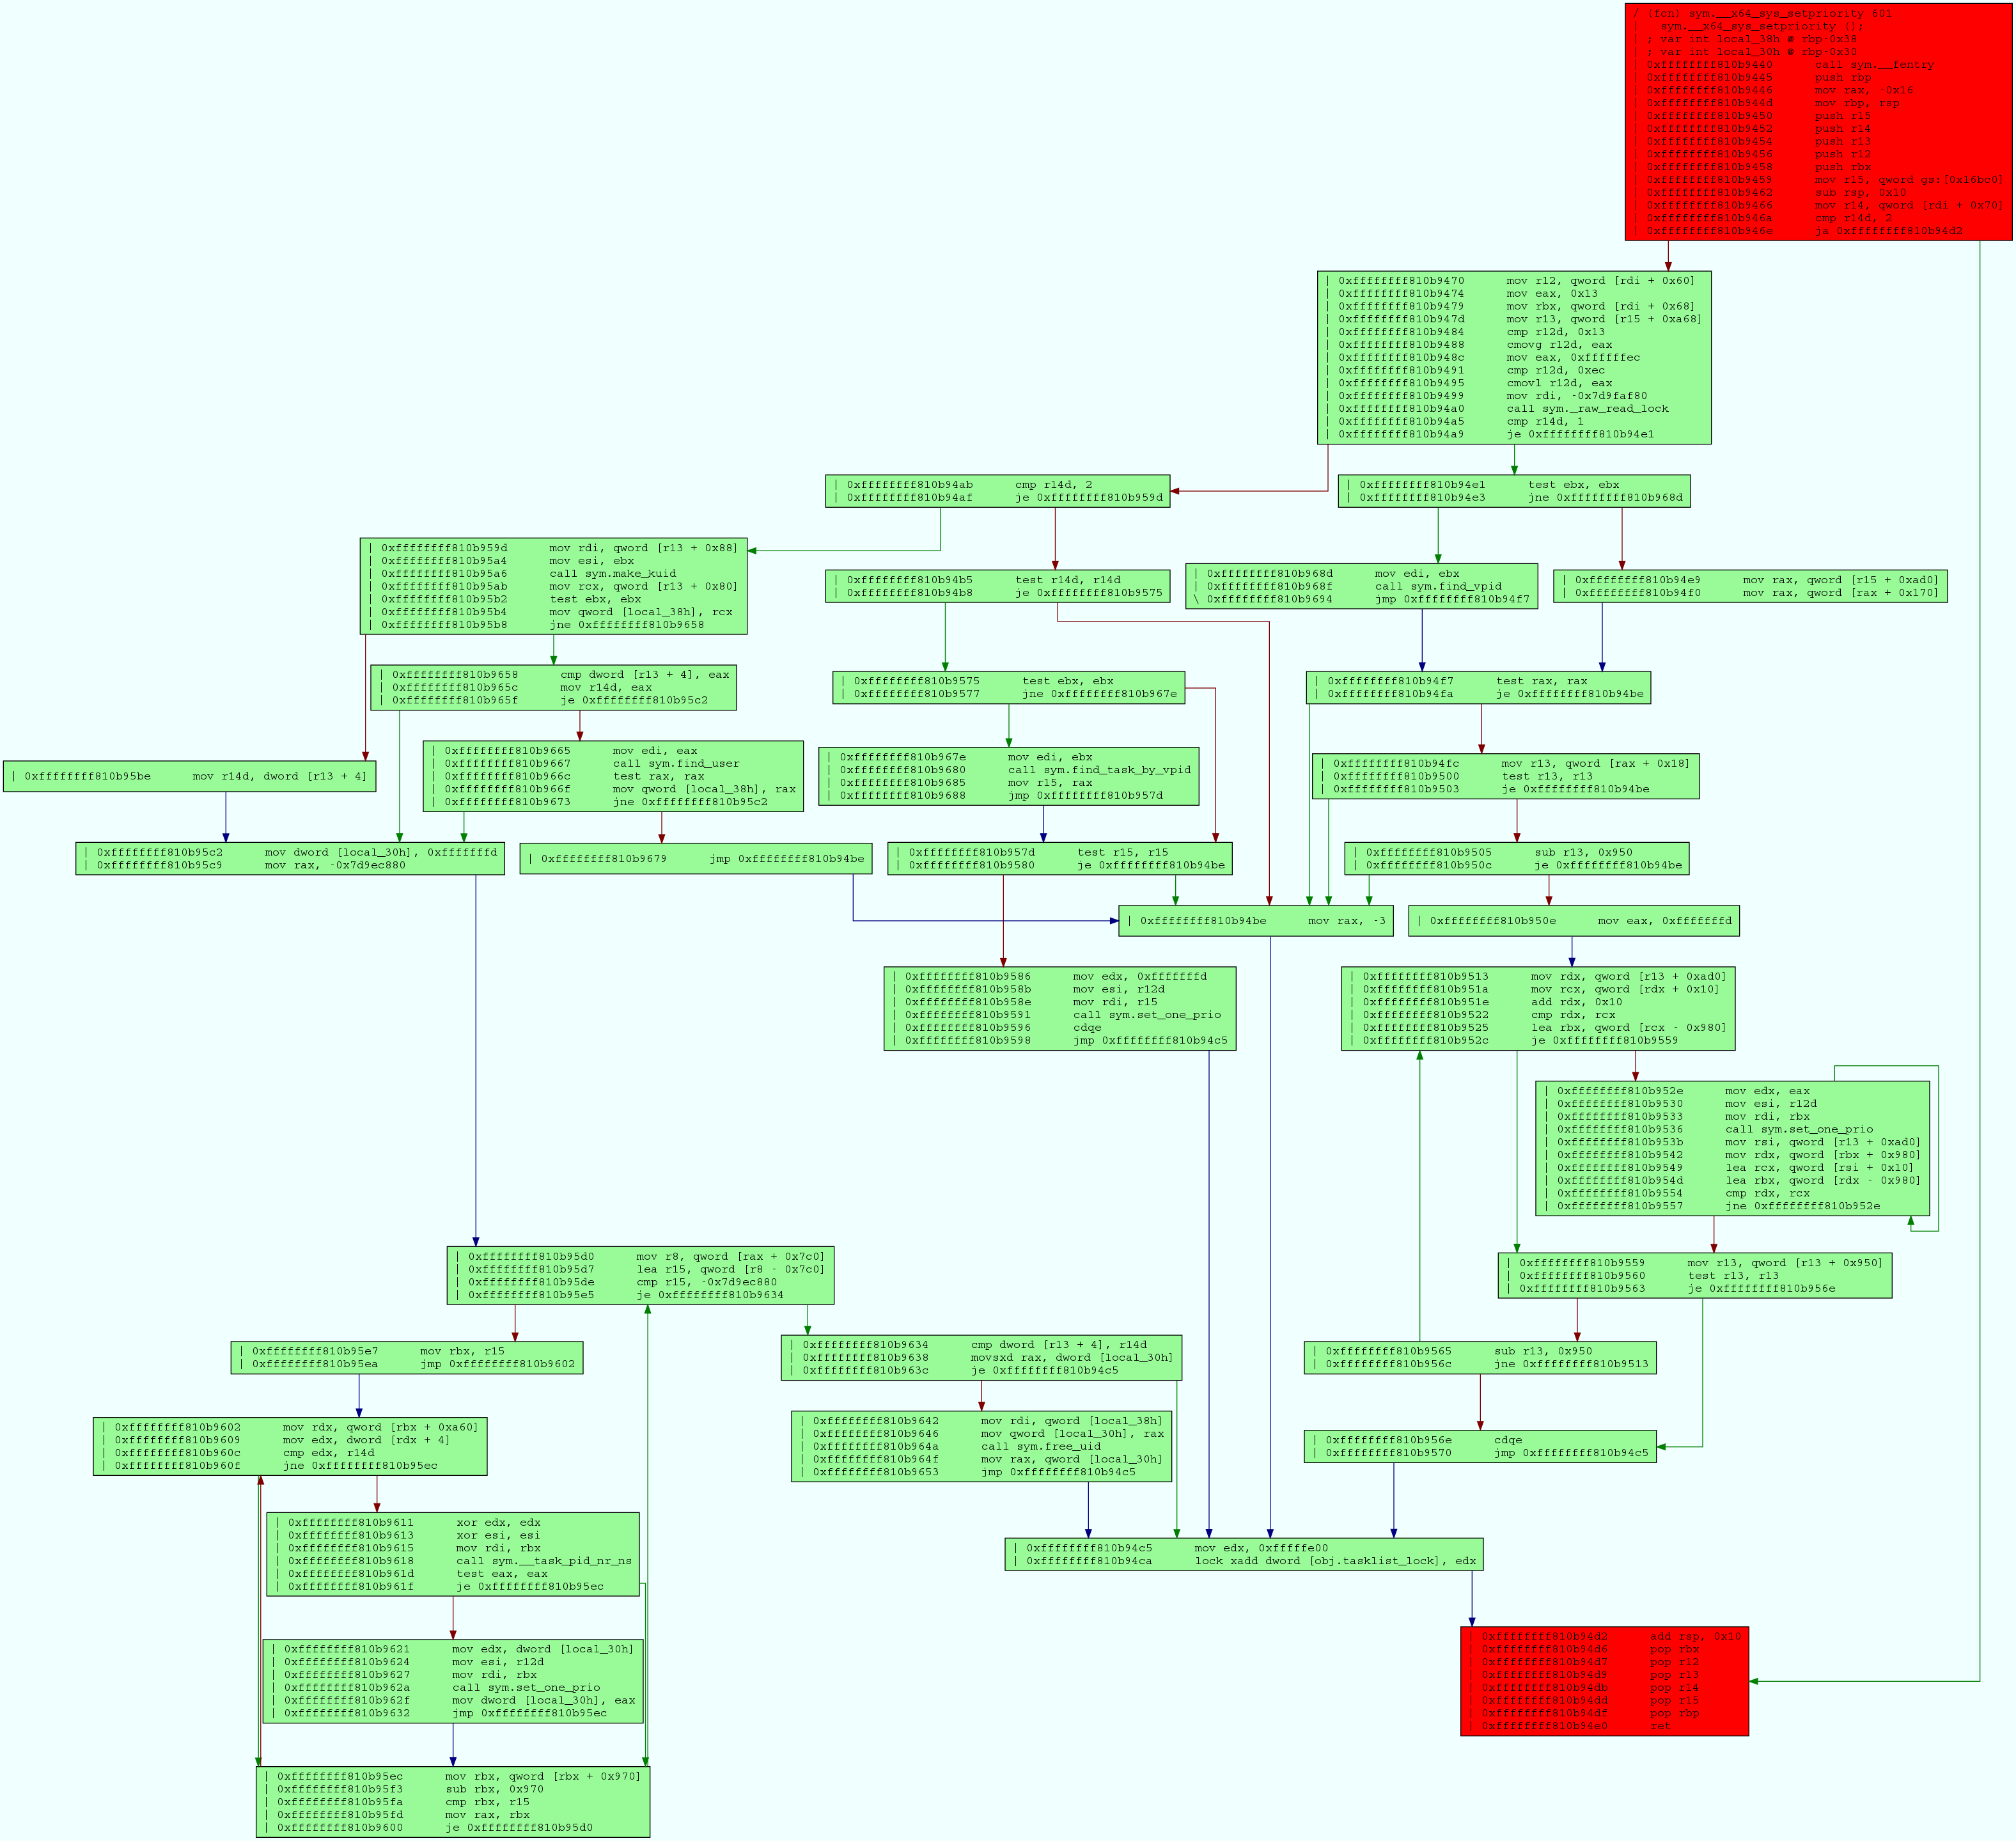 / (fcn) sym.__x64_sys_setpriority 601
|   sym.__x64_sys_setpriority ();
| ; var int local_38h @ rbp-0x38
| ; var int local_30h @ rbp-0x30
| 0xffffffff810b9440      call sym.__fentry
| 0xffffffff810b9445      push rbp
| 0xffffffff810b9446      mov rax, -0x16
| 0xffffffff810b944d      mov rbp, rsp
| 0xffffffff810b9450      push r15
| 0xffffffff810b9452      push r14
| 0xffffffff810b9454      push r13
| 0xffffffff810b9456      push r12
| 0xffffffff810b9458      push rbx
| 0xffffffff810b9459      mov r15, qword gs:[0x16bc0]
| 0xffffffff810b9462      sub rsp, 0x10
| 0xffffffff810b9466      mov r14, qword [rdi + 0x70]
| 0xffffffff810b946a      cmp r14d, 2
| 0xffffffff810b946e      ja 0xffffffff810b94d2
| 0xffffffff810b9470      mov r12, qword [rdi + 0x60]
| 0xffffffff810b9474      mov eax, 0x13
| 0xffffffff810b9479      mov rbx, qword [rdi + 0x68]
| 0xffffffff810b947d      mov r13, qword [r15 + 0xa68]
| 0xffffffff810b9484      cmp r12d, 0x13
| 0xffffffff810b9488      cmovg r12d, eax
| 0xffffffff810b948c      mov eax, 0xffffffec
| 0xffffffff810b9491      cmp r12d, 0xec
| 0xffffffff810b9495      cmovl r12d, eax
| 0xffffffff810b9499      mov rdi, -0x7d9faf80
| 0xffffffff810b94a0      call sym._raw_read_lock
| 0xffffffff810b94a5      cmp r14d, 1
| 0xffffffff810b94a9      je 0xffffffff810b94e1
| 0xffffffff810b94ab      cmp r14d, 2
| 0xffffffff810b94af      je 0xffffffff810b959d
| 0xffffffff810b94e1      test ebx, ebx
| 0xffffffff810b94e3      jne 0xffffffff810b968d
| 0xffffffff810b959d      mov rdi, qword [r13 + 0x88]
| 0xffffffff810b95a4      mov esi, ebx
| 0xffffffff810b95a6      call sym.make_kuid
| 0xffffffff810b95ab      mov rcx, qword [r13 + 0x80]
| 0xffffffff810b95b2      test ebx, ebx
| 0xffffffff810b95b4      mov qword [local_38h], rcx
| 0xffffffff810b95b8      jne 0xffffffff810b9658
| 0xffffffff810b94b5      test r14d, r14d
| 0xffffffff810b94b8      je 0xffffffff810b9575
| 0xffffffff810b968d      mov edi, ebx
| 0xffffffff810b968f      call sym.find_vpid
\ 0xffffffff810b9694      jmp 0xffffffff810b94f7
| 0xffffffff810b94e9      mov rax, qword [r15 + 0xad0]
| 0xffffffff810b94f0      mov rax, qword [rax + 0x170]
| 0xffffffff810b9658      cmp dword [r13 + 4], eax
| 0xffffffff810b965c      mov r14d, eax
| 0xffffffff810b965f      je 0xffffffff810b95c2
| 0xffffffff810b9575      test ebx, ebx
| 0xffffffff810b9577      jne 0xffffffff810b967e
| 0xffffffff810b94f7      test rax, rax
| 0xffffffff810b94fa      je 0xffffffff810b94be
| 0xffffffff810b95be      mov r14d, dword [r13 + 4]
| 0xffffffff810b9665      mov edi, eax
| 0xffffffff810b9667      call sym.find_user
| 0xffffffff810b966c      test rax, rax
| 0xffffffff810b966f      mov qword [local_38h], rax
| 0xffffffff810b9673      jne 0xffffffff810b95c2
| 0xffffffff810b967e      mov edi, ebx
| 0xffffffff810b9680      call sym.find_task_by_vpid
| 0xffffffff810b9685      mov r15, rax
| 0xffffffff810b9688      jmp 0xffffffff810b957d
| 0xffffffff810b94fc      mov r13, qword [rax + 0x18]
| 0xffffffff810b9500      test r13, r13
| 0xffffffff810b9503      je 0xffffffff810b94be
| 0xffffffff810b95c2      mov dword [local_30h], 0xfffffffd
| 0xffffffff810b95c9      mov rax, -0x7d9ec880
| 0xffffffff810b9679      jmp 0xffffffff810b94be
| 0xffffffff810b957d      test r15, r15
| 0xffffffff810b9580      je 0xffffffff810b94be
| 0xffffffff810b9505      sub r13, 0x950
| 0xffffffff810b950c      je 0xffffffff810b94be
| 0xffffffff810b94be      mov rax, -3
| 0xffffffff810b950e      mov eax, 0xfffffffd
| 0xffffffff810b9586      mov edx, 0xfffffffd
| 0xffffffff810b958b      mov esi, r12d
| 0xffffffff810b958e      mov rdi, r15
| 0xffffffff810b9591      call sym.set_one_prio
| 0xffffffff810b9596      cdqe
| 0xffffffff810b9598      jmp 0xffffffff810b94c5
| 0xffffffff810b9513      mov rdx, qword [r13 + 0xad0]
| 0xffffffff810b951a      mov rcx, qword [rdx + 0x10]
| 0xffffffff810b951e      add rdx, 0x10
| 0xffffffff810b9522      cmp rdx, rcx
| 0xffffffff810b9525      lea rbx, qword [rcx - 0x980]
| 0xffffffff810b952c      je 0xffffffff810b9559
| 0xffffffff810b952e      mov edx, eax
| 0xffffffff810b9530      mov esi, r12d
| 0xffffffff810b9533      mov rdi, rbx
| 0xffffffff810b9536      call sym.set_one_prio
| 0xffffffff810b953b      mov rsi, qword [r13 + 0xad0]
| 0xffffffff810b9542      mov rdx, qword [rbx + 0x980]
| 0xffffffff810b9549      lea rcx, qword [rsi + 0x10]
| 0xffffffff810b954d      lea rbx, qword [rdx - 0x980]
| 0xffffffff810b9554      cmp rdx, rcx
| 0xffffffff810b9557      jne 0xffffffff810b952e
| 0xffffffff810b95d0      mov r8, qword [rax + 0x7c0]
| 0xffffffff810b95d7      lea r15, qword [r8 - 0x7c0]
| 0xffffffff810b95de      cmp r15, -0x7d9ec880
| 0xffffffff810b95e5      je 0xffffffff810b9634
| 0xffffffff810b9559      mov r13, qword [r13 + 0x950]
| 0xffffffff810b9560      test r13, r13
| 0xffffffff810b9563      je 0xffffffff810b956e
| 0xffffffff810b95e7      mov rbx, r15
| 0xffffffff810b95ea      jmp 0xffffffff810b9602
| 0xffffffff810b9634      cmp dword [r13 + 4], r14d
| 0xffffffff810b9638      movsxd rax, dword [local_30h]
| 0xffffffff810b963c      je 0xffffffff810b94c5
| 0xffffffff810b9565      sub r13, 0x950
| 0xffffffff810b956c      jne 0xffffffff810b9513
| 0xffffffff810b9602      mov rdx, qword [rbx + 0xa60]
| 0xffffffff810b9609      mov edx, dword [rdx + 4]
| 0xffffffff810b960c      cmp edx, r14d
| 0xffffffff810b960f      jne 0xffffffff810b95ec
| 0xffffffff810b9642      mov rdi, qword [local_38h]
| 0xffffffff810b9646      mov qword [local_30h], rax
| 0xffffffff810b964a      call sym.free_uid
| 0xffffffff810b964f      mov rax, qword [local_30h]
| 0xffffffff810b9653      jmp 0xffffffff810b94c5
| 0xffffffff810b956e      cdqe
| 0xffffffff810b9570      jmp 0xffffffff810b94c5
| 0xffffffff810b9611      xor edx, edx
| 0xffffffff810b9613      xor esi, esi
| 0xffffffff810b9615      mov rdi, rbx
| 0xffffffff810b9618      call sym.__task_pid_nr_ns
| 0xffffffff810b961d      test eax, eax
| 0xffffffff810b961f      je 0xffffffff810b95ec
| 0xffffffff810b94c5      mov edx, 0xfffffe00
| 0xffffffff810b94ca      lock xadd dword [obj.tasklist_lock], edx
| 0xffffffff810b9621      mov edx, dword [local_30h]
| 0xffffffff810b9624      mov esi, r12d
| 0xffffffff810b9627      mov rdi, rbx
| 0xffffffff810b962a      call sym.set_one_prio
| 0xffffffff810b962f      mov dword [local_30h], eax
| 0xffffffff810b9632      jmp 0xffffffff810b95ec
| 0xffffffff810b94d2      add rsp, 0x10
| 0xffffffff810b94d6      pop rbx
| 0xffffffff810b94d7      pop r12
| 0xffffffff810b94d9      pop r13
| 0xffffffff810b94db      pop r14
| 0xffffffff810b94dd      pop r15
| 0xffffffff810b94df      pop rbp
| 0xffffffff810b94e0      ret
| 0xffffffff810b95ec      mov rbx, qword [rbx + 0x970]
| 0xffffffff810b95f3      sub rbx, 0x970
| 0xffffffff810b95fa      cmp rbx, r15
| 0xffffffff810b95fd      mov rax, rbx
| 0xffffffff810b9600      je 0xffffffff810b95d0